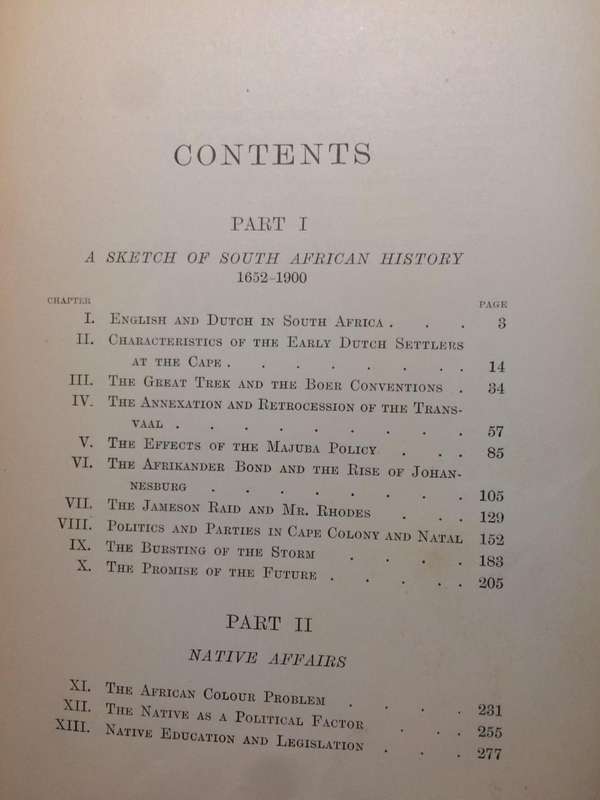 CONTENTS
PART I
A SKETCH OF SOUTH AFRICAN HISTORY
1652-1900
CHAPTER PAGE
I. ENGLISH AND DUTCH IN SOUTH AFRICA . . . 3
II. CHARACTERISTICS OF THE EARLY DUTCH SETTLERS
AT THE CAPE . . . . . . . . 14
III. THE GREAT TREK AND THE BOER CONVENTIONS . 34
IV. THE ANNEXATION AND RETROCESSION OF THE TRANS-
VAAL . . . . . . . . . 57
V. THE EFFECTS OF THE MAJUBA POLICY . . . 85
VI. THE AFRIKANDER BOND AND THE RISE OF JOHAN-
NESBURG . . . . . . . . 105
VII. THE JAMESON RAID AND MR. RHODES . . . 129
VIII. POLITICS AND PARTIES IN CAPE COLONY AND NATAL 152
IX. THE BURSTING OF THE STORM . . . . 183
X. THE PROMISE OF THE FUTURE . . . . . 205
PART II
NATIVE AFFAIRS
XI. THE AFRICAN COLOUR PROBLEM . . . . 231
XII. THE NATIVE AS A POLITICAL FACTOR . . . 255
XIII. NATIVE EDUCATION AND LEGISLATION . . . 277